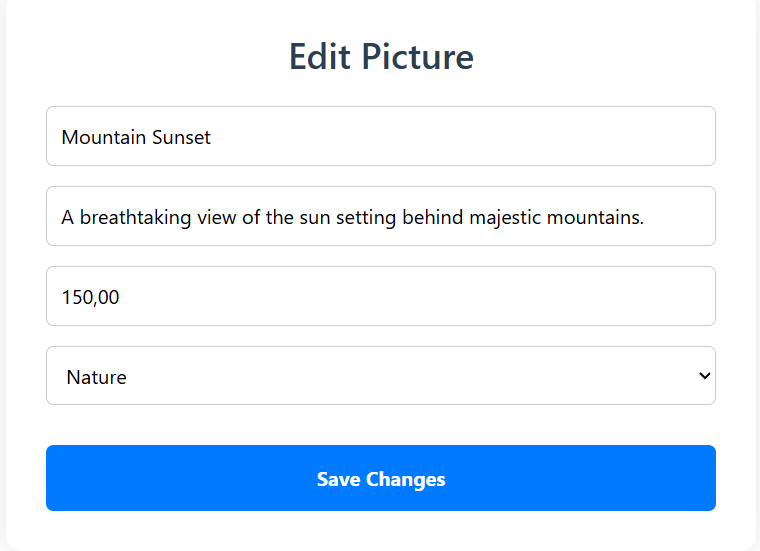 Edit Picture
Mountain Sunset
A breathtaking view of the sun setting behind majestic mountains.
150,00
Nature
Save Changes